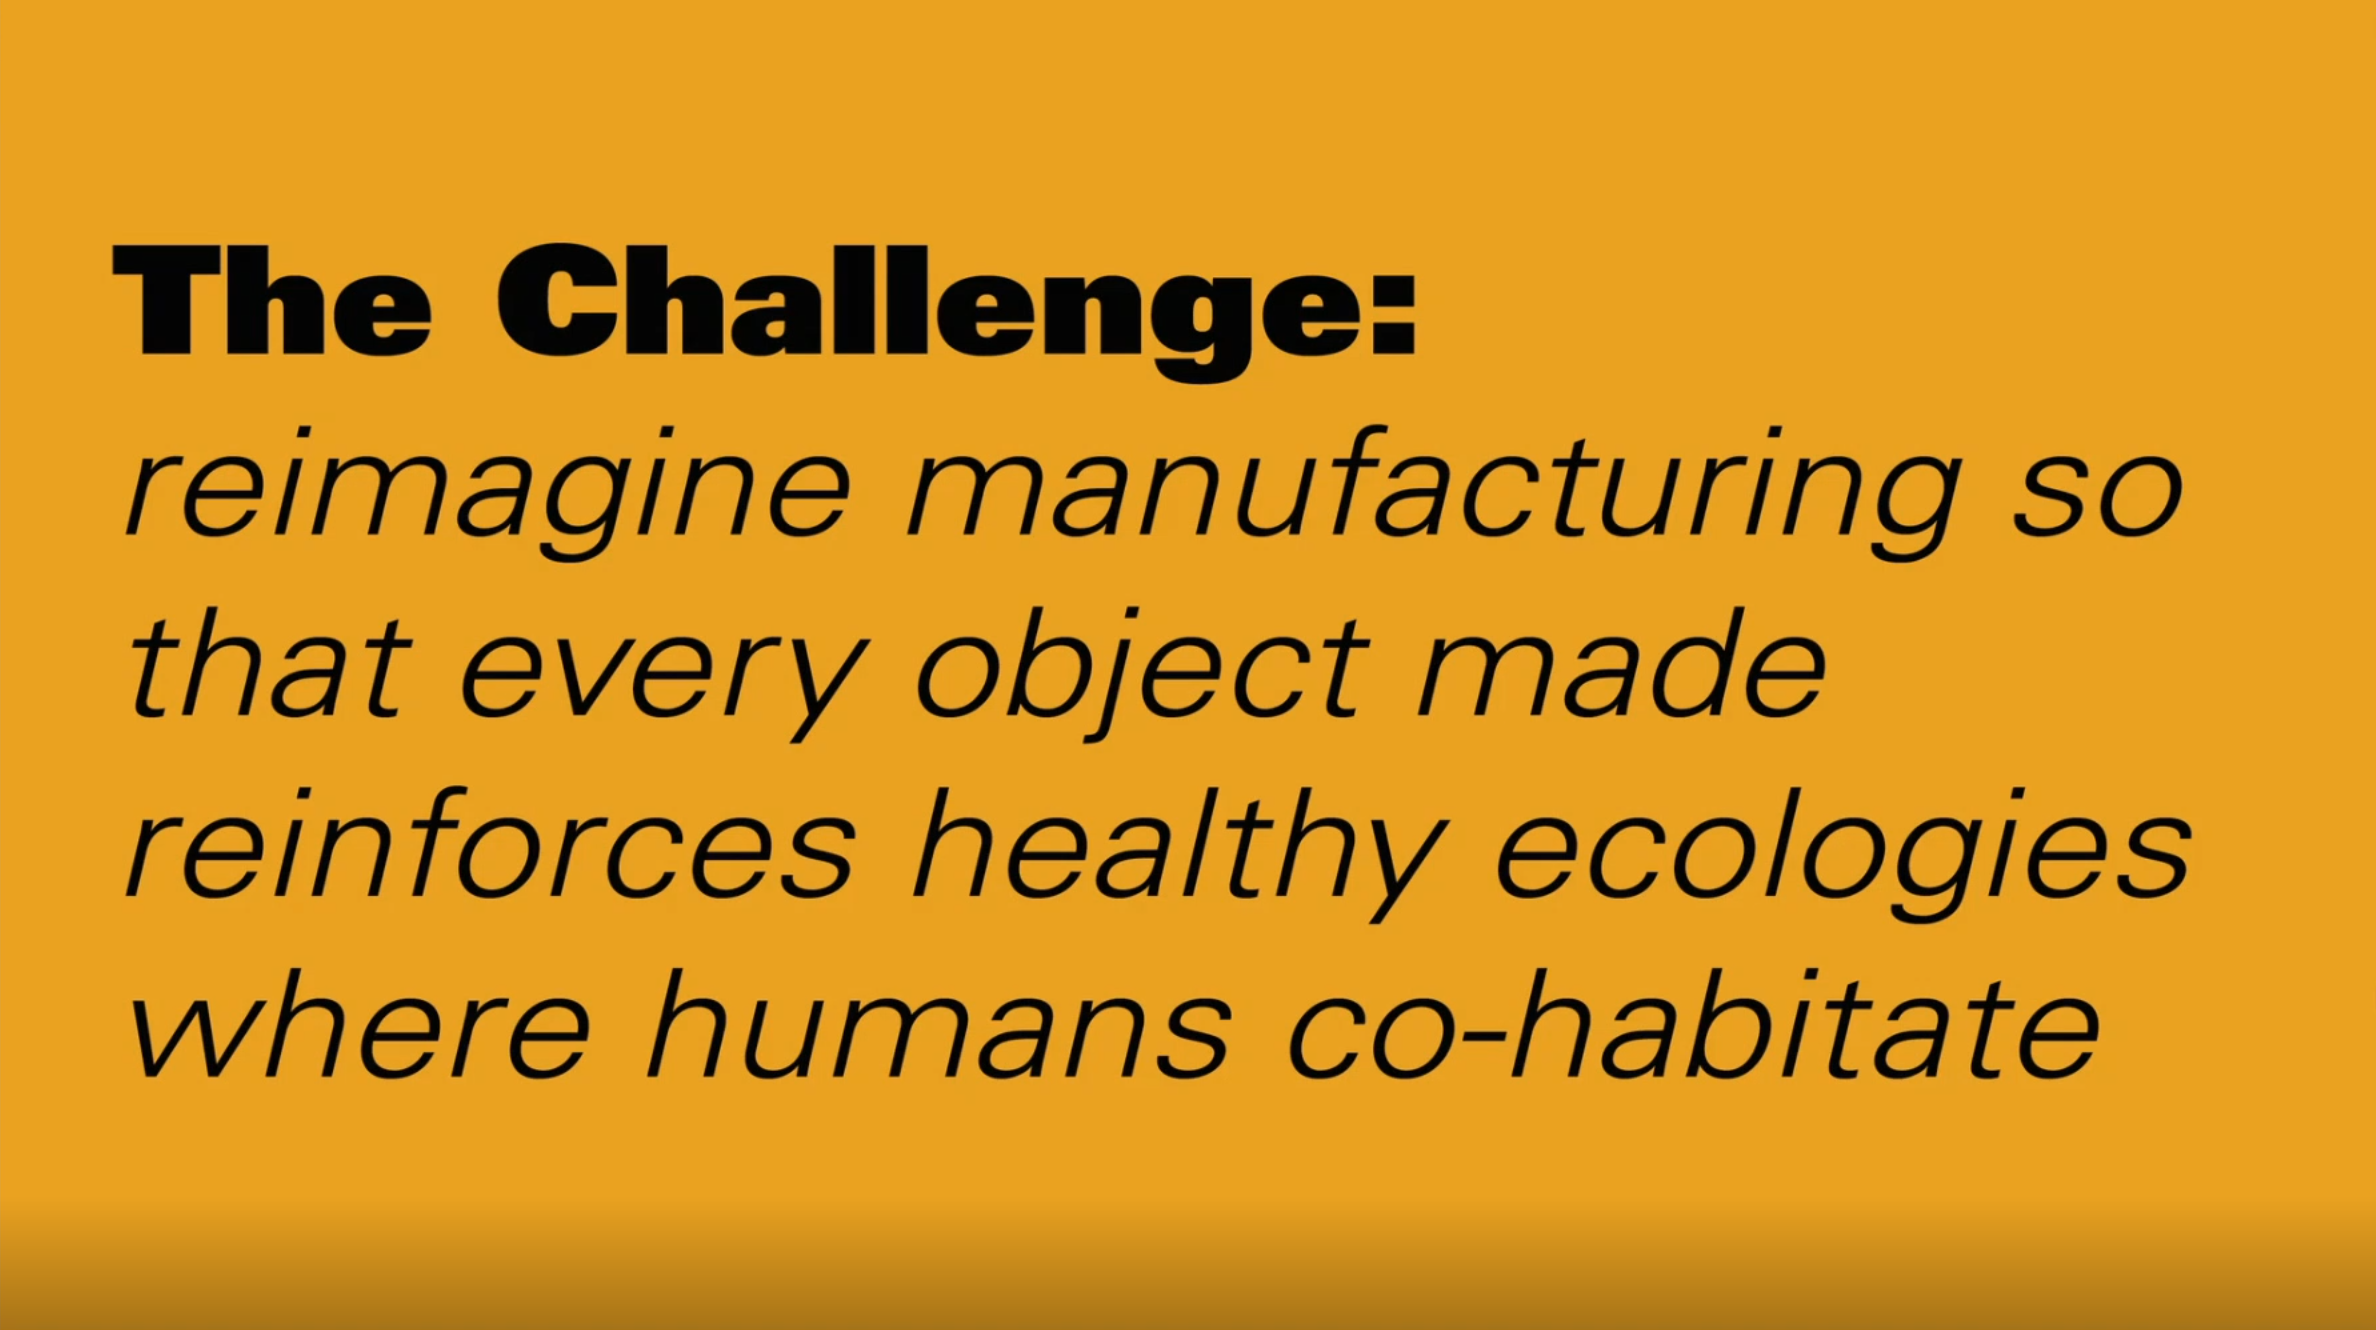 The Challenge:
reimagine manufacturing so
that every object made
reinforces healthy ecologies
where humans co-habitate